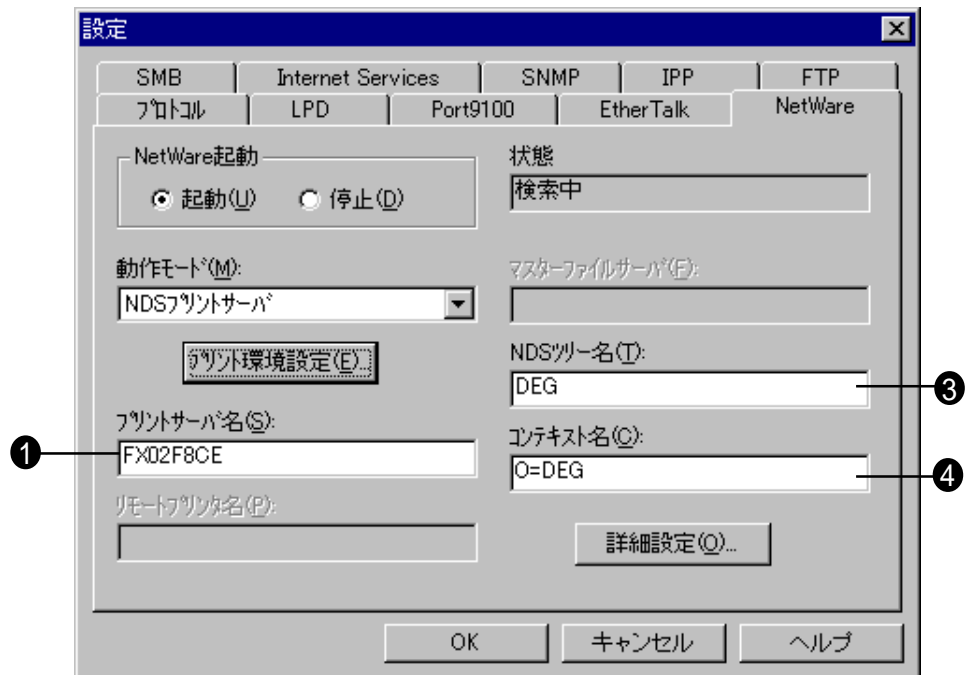 設定
SMB Internet Services SNMP IPP FTP
プロトコル LPD Port9100 EtherTalk NetWare
NetWare起動
起動(U) 停止(D)
状態
検索中
動作モード(M):
NDSプリントサーバ
プリント環境設定(E)...
❶
プリントサーバ名(S):
FX02F8CE
リモートプリンタ名(P):
マスターファイルサーバ(F):
NDSツリー名(T):
DEG
❸
コンテキスト名(C):
O=DEG
❹
詳細設定(O)...
OK キャンセル ヘルプ